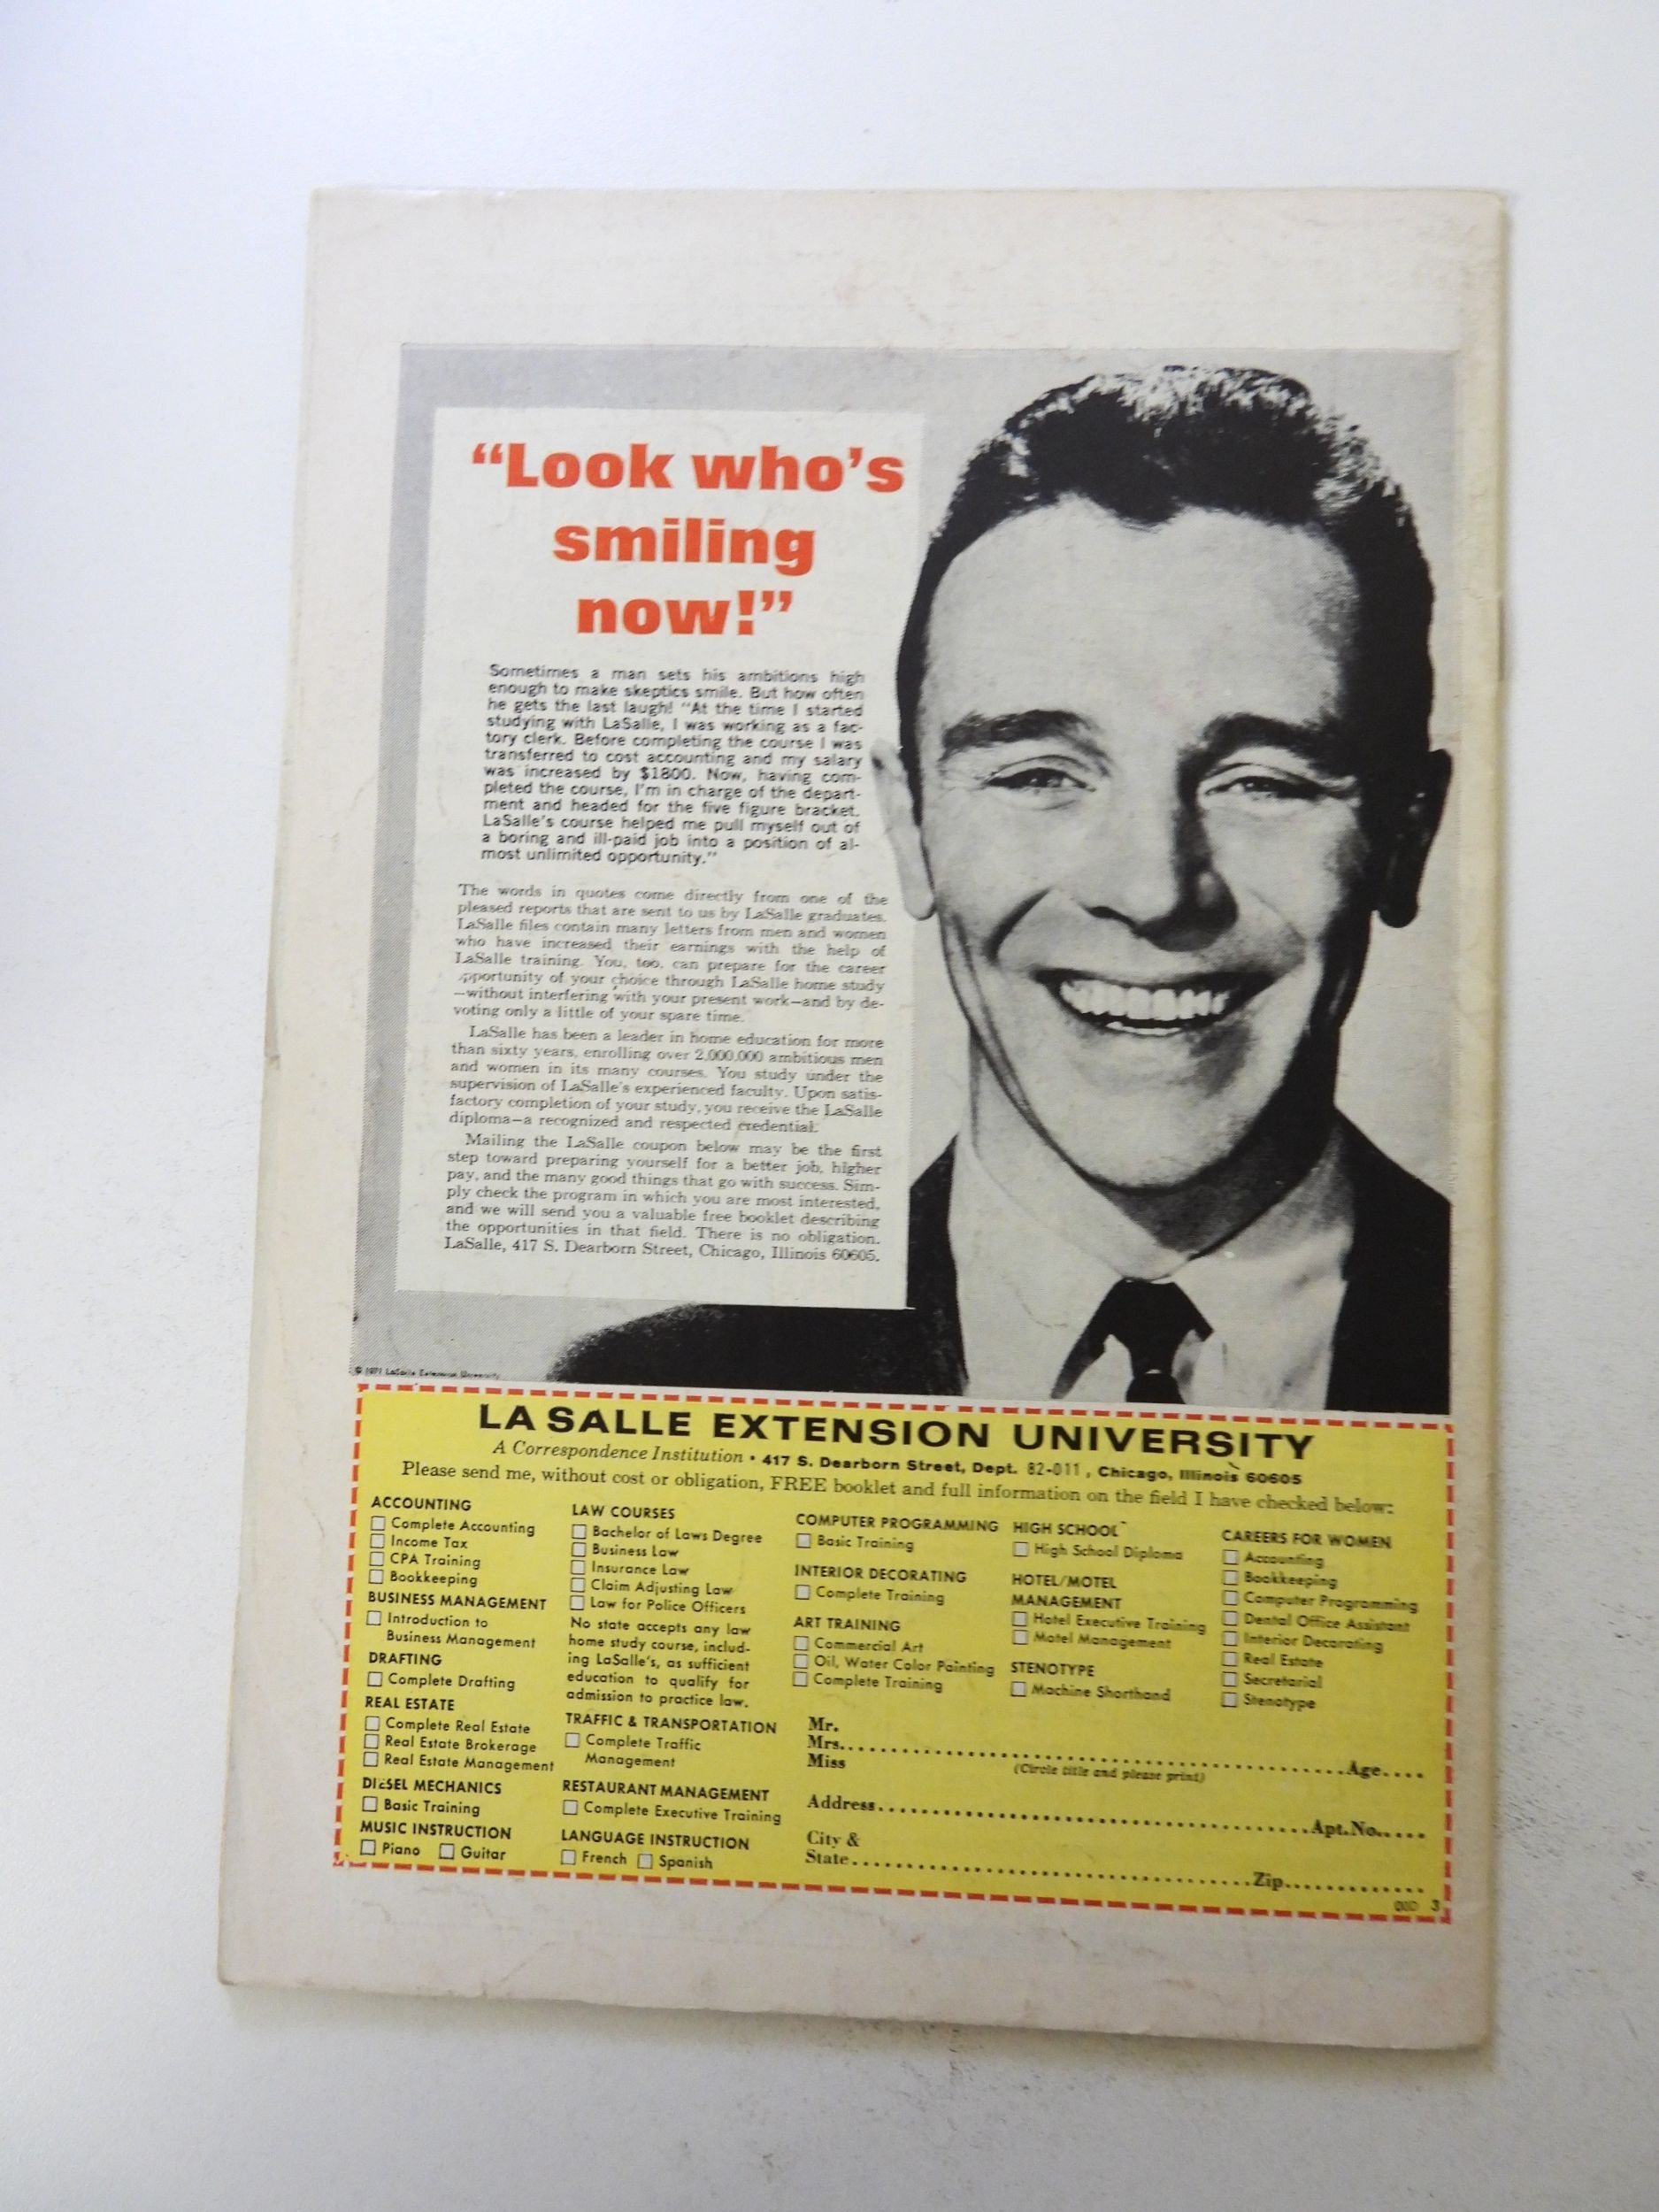 “Look who’s
smiling
now!”
Sometimes a man sets his ambitions high
enough to make skeptics smile. But how often
he gets the last laugh! “At the time I started
studying with LaSalle, I was working as a fac-
tory clerk. Before completing the course I was
transferred to cost accounting and my salary
was increased by $1800. Now, having com-
pleted the course, I’m in charge of the depart-
ment and headed for the five figure bracket.
LaSalle’s course helped me pull myself out of
a boring and ill-paid job into a position of al-
most unlimited opportunity.”
The words in quotes come directly from one of the
pleased reports that are sent to us by LaSalle graduates.
LaSalle files contain many letters from men and women
who have increased their earnings with the help of
LaSalle training. You, too, can prepare for the career
opportunity of your choice through LaSalle home study
—without interfering with your present work—and by de-
voting only a little of your spare time.
LaSalle has been a leader in home education for more
than sixty years, enrolling over 2,000,000 ambitious men
and women in its many courses. You study under the
supervision of LaSalle’s experienced faculty. Upon satis-
factory completion of your study, you receive the LaSalle
diploma—a recognized and respected credential.
Mailing the LaSalle coupon below may be the first
step toward preparing yourself for a better job, higher
pay, and the many good things that go with success. Sim-
ply check the program in which you are most interested,
and we will send you a valuable free booklet describing
the opportunities in that field. There is no obligation.
LaSalle, 417 S. Dearborn Street, Chicago, Illinois 60605.
© 1971 LaSalle Extension University
LA SALLE EXTENSION UNIVERSITY
A Correspondence Institution • 417 S. Dearborn Street, Dept. 82-011, Chicago, Illinois 60605
Please send me, without cost or obligation, FREE booklet and full information on the field I have checked below:
ACCOUNTING
Complete Accounting
Income Tax
CPA Training
Bookkeeping
BUSINESS MANAGEMENT
Introduction to
Business Management
DRAFTING
Complete Drafting
REAL ESTATE
Complete Real Estate
Real Estate Brokerage
Real Estate Management
DIESEL MECHANICS
Basic Training
MUSIC INSTRUCTION
Piano Guitar
LAW COURSES
Bachelor of Laws Degree
Business Law
Insurance Law
Claim Adjusting Law
Law for Police Officers
No state accepts any law
home study course, includ-
ing LaSalle’s, as sufficient
education to qualify for
admission to practice law.
TRAFFIC & TRANSPORTATION
Complete Traffic
Management
RESTAURANT MANAGEMENT
Complete Executive Training
LANGUAGE INSTRUCTION
French Spanish
COMPUTER PROGRAMMING
Basic Training
INTERIOR DECORATING
Complete Training
ART TRAINING
Commercial Art
Oil, Water Color Painting
Complete Training
HIGH SCHOOL
High School Diploma
HOTEL/MOTEL
MANAGEMENT
Hotel Executive Training
Motel Management
STENOTYPE
Machine Shorthand
CAREERS FOR WOMEN
Accounting
Bookkeeping
Computer Programming
Dental Office Assistant
Interior Decorating
Real Estate
Secretarial
Stenotype
Mr.
Mrs. Age
Miss
(Circle title and please print)
Address Apt. No.
City &
State Zip